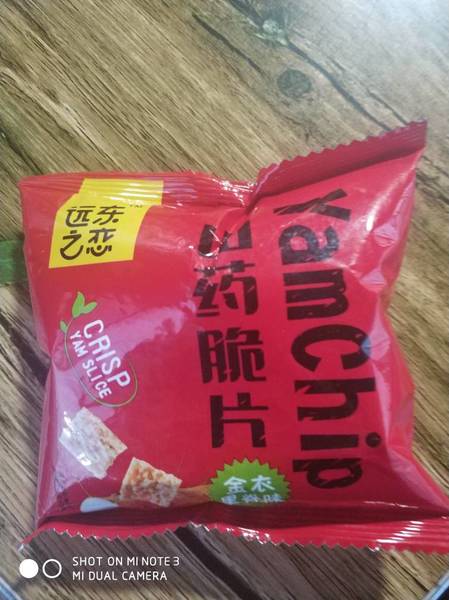 远东
之恋
山药脆片
YamChip
CRISP
YAM SLICE
金衣
SHOT ON MI NOTE 3
MI DUAL CAMERA